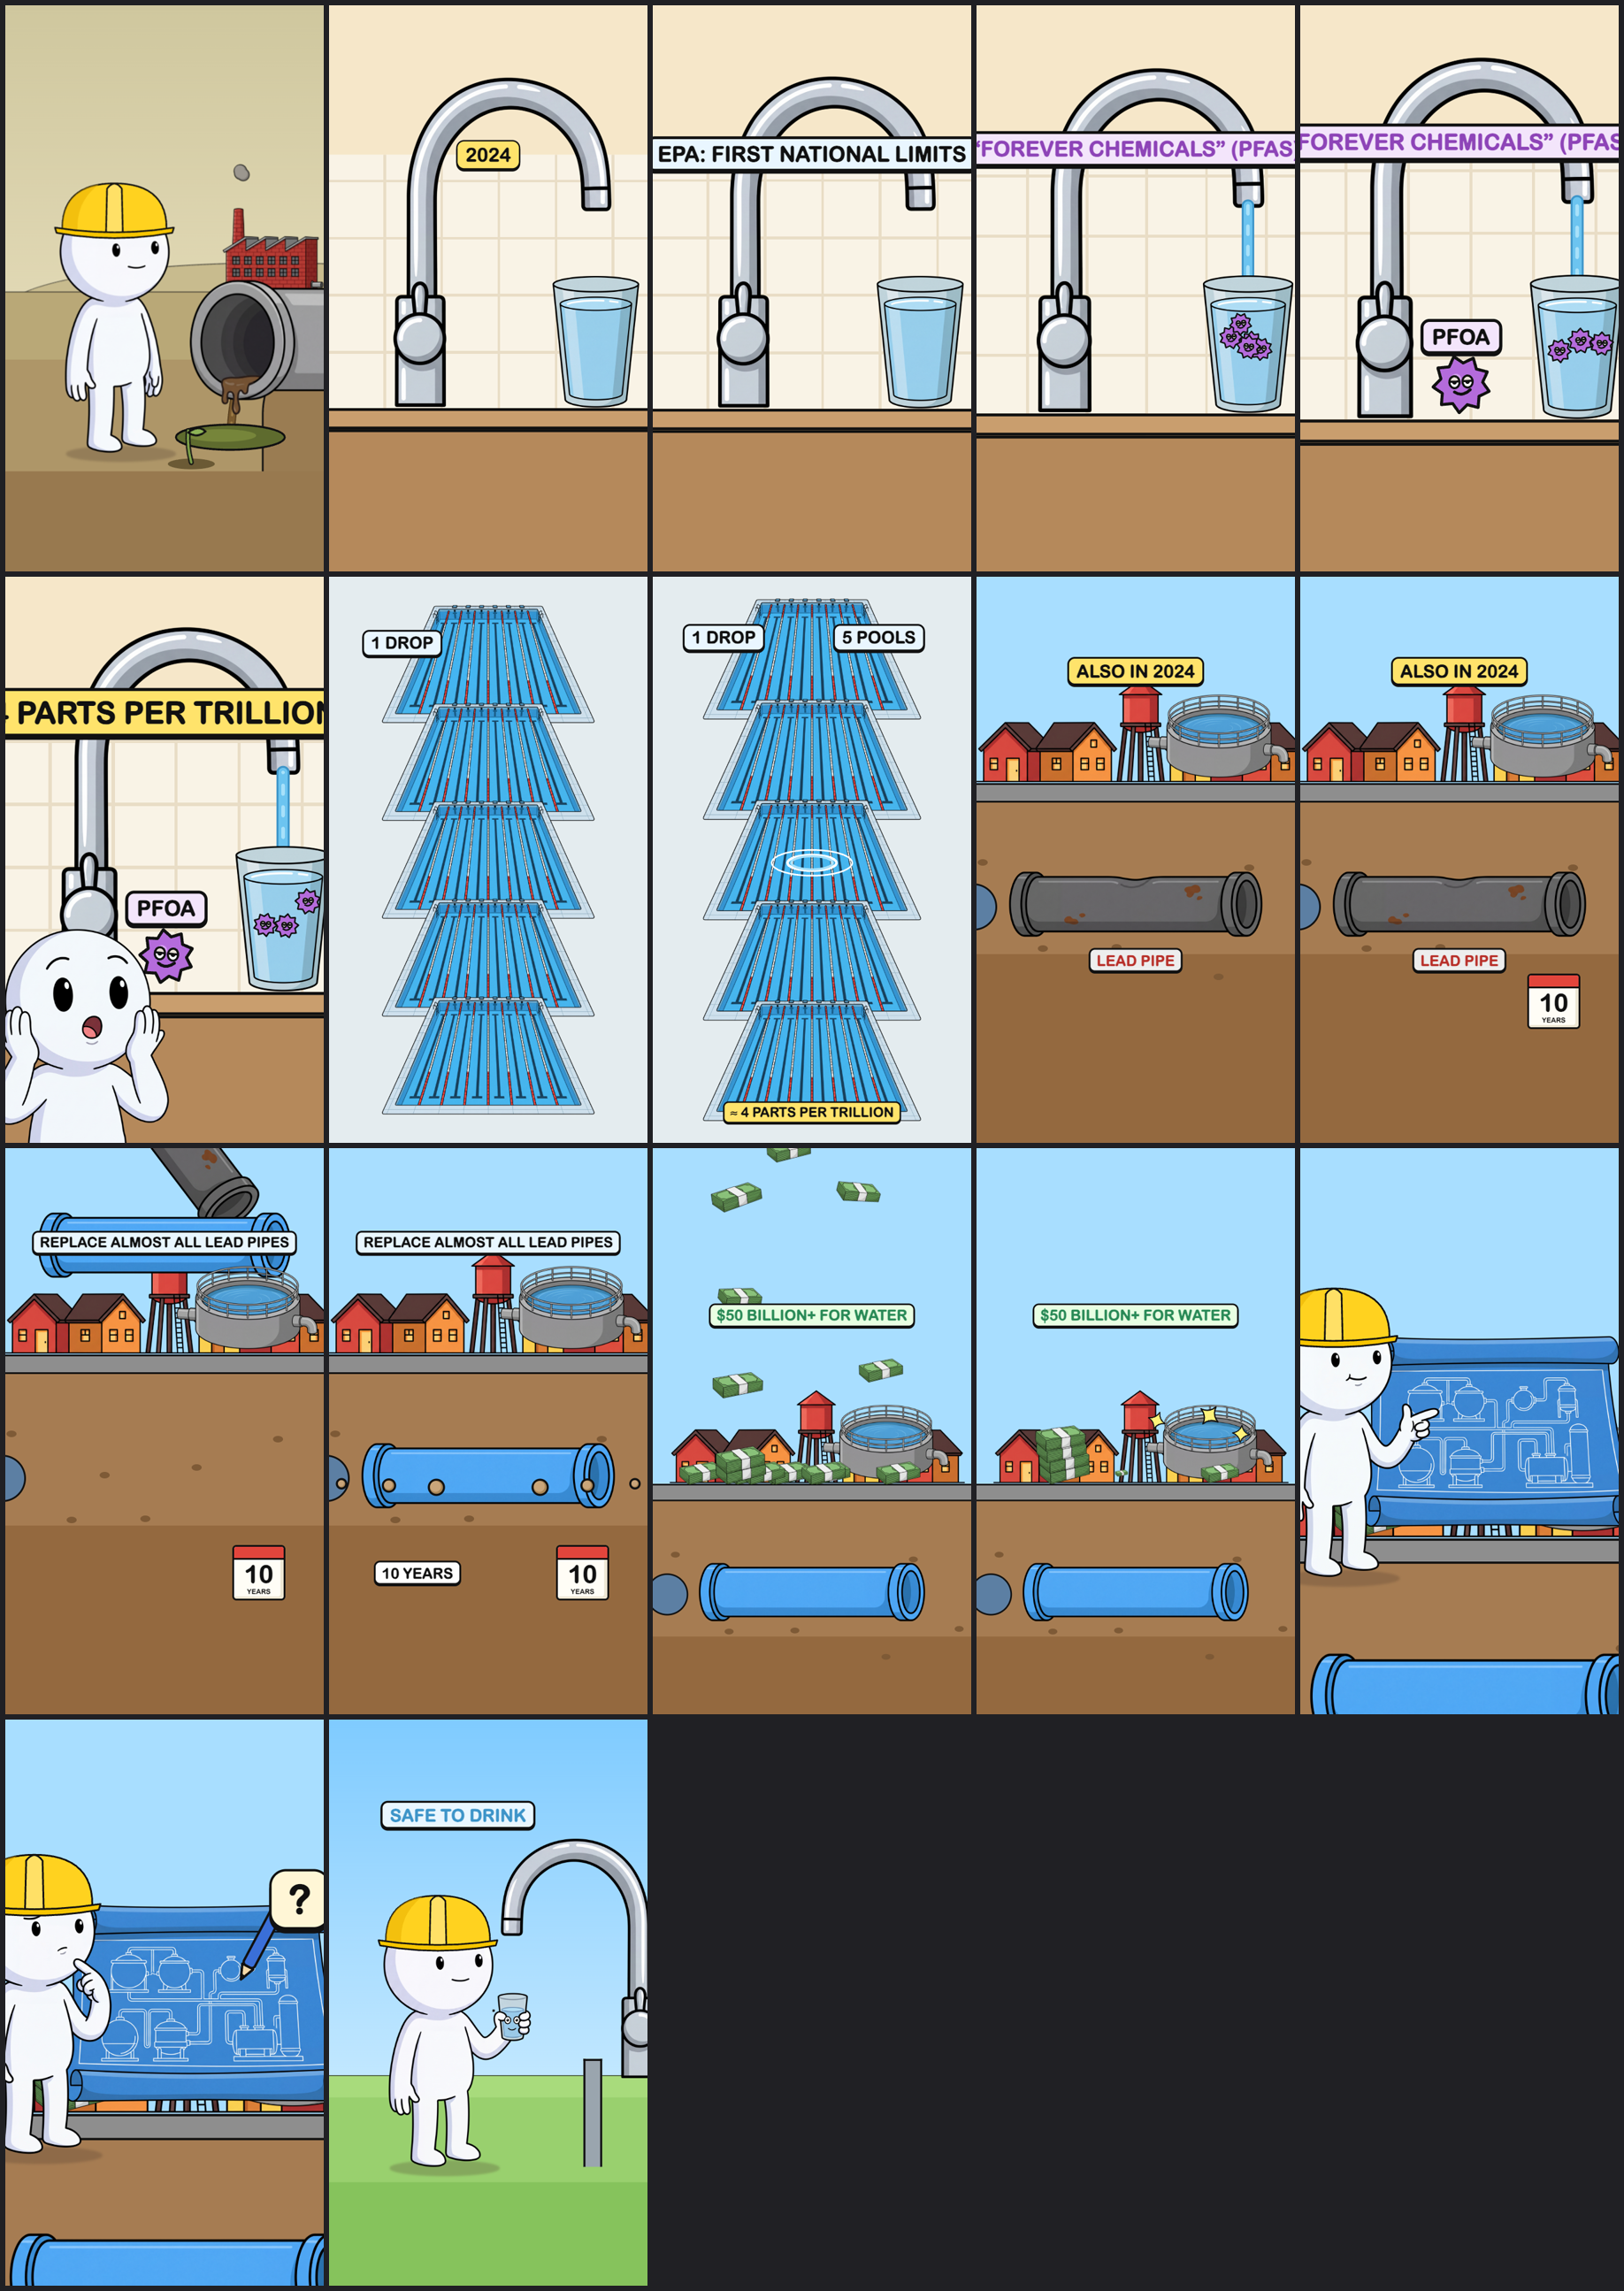 2024
EPA: FIRST NATIONAL LIMITS
“FOREVER CHEMICALS” (PFAS
FOREVER CHEMICALS” (PFAS
PFOA
PARTS PER TRILLION
PFOA
1 DROP
1 DROP
5 POOLS
≈ 4 PARTS PER TRILLION
ALSO IN 2024
LEAD PIPE
ALSO IN 2024
LEAD PIPE
10
YEARS
REPLACE ALMOST ALL LEAD PIPES
10
YEARS
REPLACE ALMOST ALL LEAD PIPES
10 YEARS
10
YEARS
$50 BILLION+ FOR WATER
$50 BILLION+ FOR WATER
?
SAFE TO DRINK